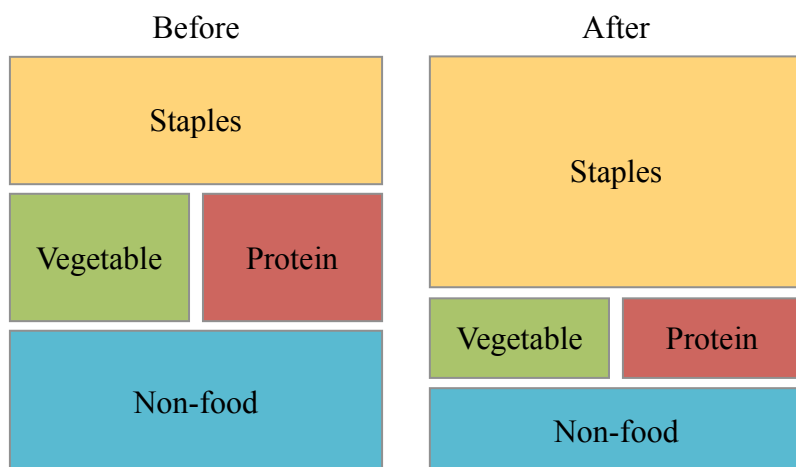 Before
After
Staples
Vegetable
Protein
Non-food
Staples
Vegetable
Protein
Non-food